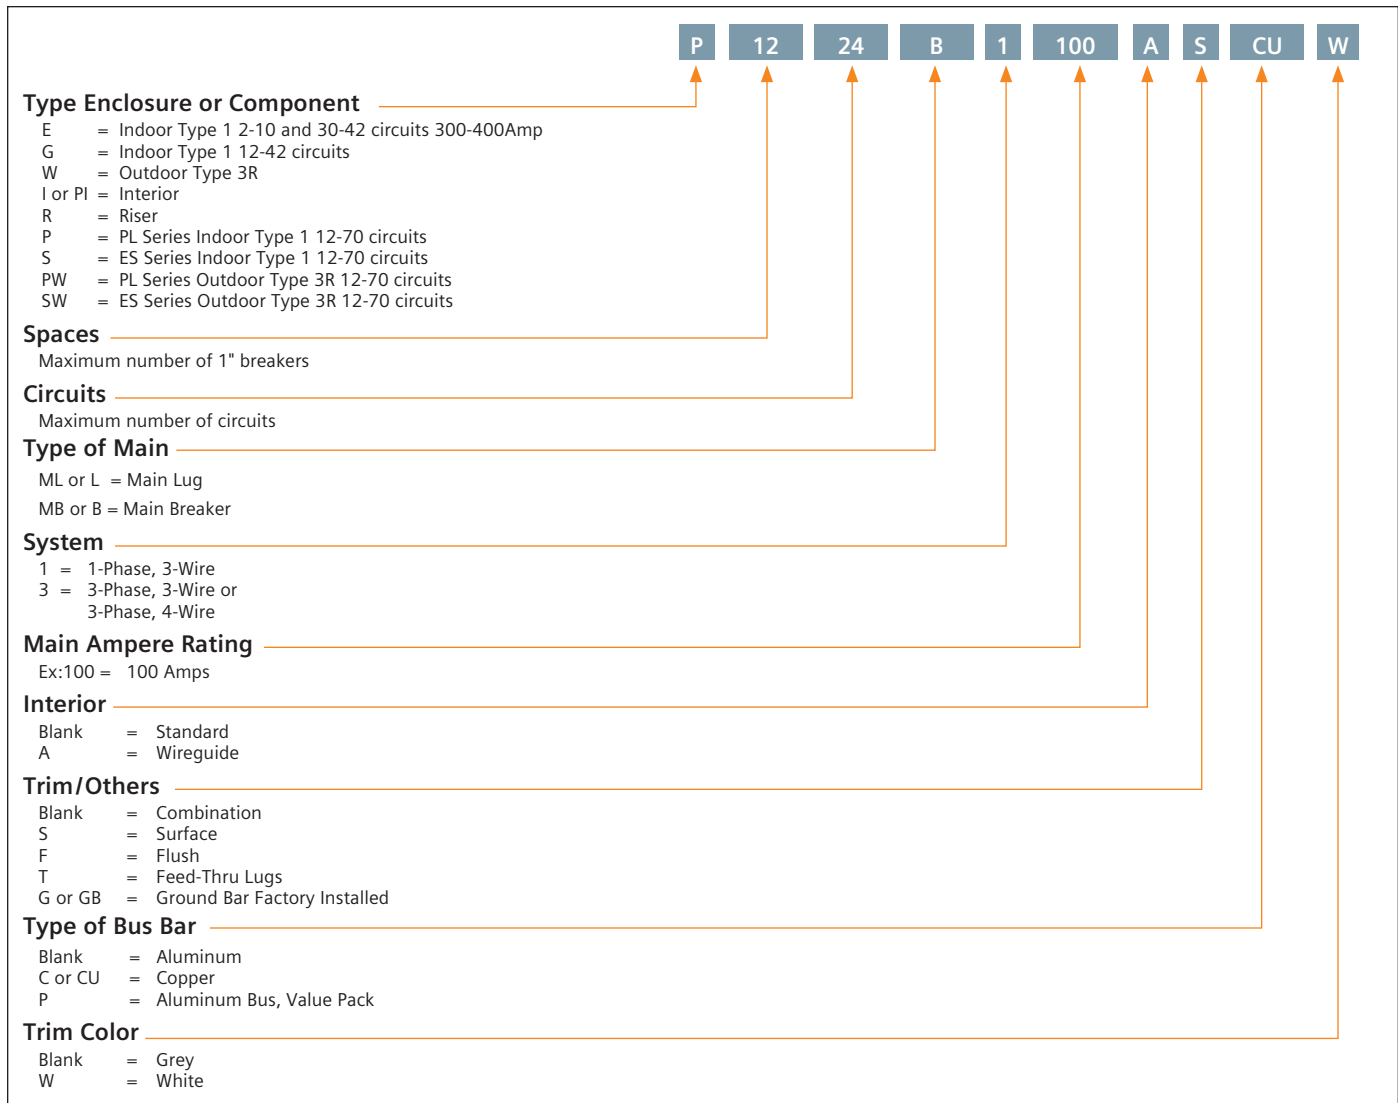 P 12 24 B 1 100 A S CU W
Type Enclosure or Component
E = Indoor Type 1 2-10 and 30-42 circuits 300-400Amp
G = Indoor Type 1 12-42 circuits
W = Outdoor Type 3R
I or PI = Interior
R = Riser
P = PL Series Indoor Type 1 12-70 circuits
S = ES Series Indoor Type 1 12-70 circuits
PW = PL Series Outdoor Type 3R 12-70 circuits
SW = ES Series Outdoor Type 3R 12-70 circuits
Spaces
Maximum number of 1" breakers
Circuits
Maximum number of circuits
Type of Main
ML or L = Main Lug
MB or B = Main Breaker
System
1 = 1-Phase, 3-Wire
3 = 3-Phase, 3-Wire or
3-Phase, 4-Wire
Main Ampere Rating
Ex:100 = 100 Amps
Interior
Blank = Standard
A = Wireguide
Trim/Others
Blank = Combination
S = Surface
F = Flush
T = Feed-Thru Lugs
G or GB = Ground Bar Factory Installed
Type of Bus Bar
Blank = Aluminum
C or CU = Copper
P = Aluminum Bus, Value Pack
Trim Color
Blank = Grey
W = White